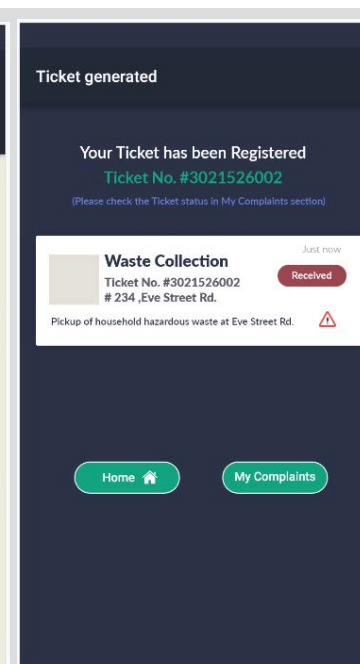 Ticket generated
Your Ticket has been Registered
Ticket No. #3021526002
(Please check the Ticket status in My Complaints section)
Just now
Waste Collection
Received
Ticket No. #3021526002
# 234 ,Eve Street Rd.
Pickup of household hazardous waste at Eve Street Rd.
Home
My Complaints